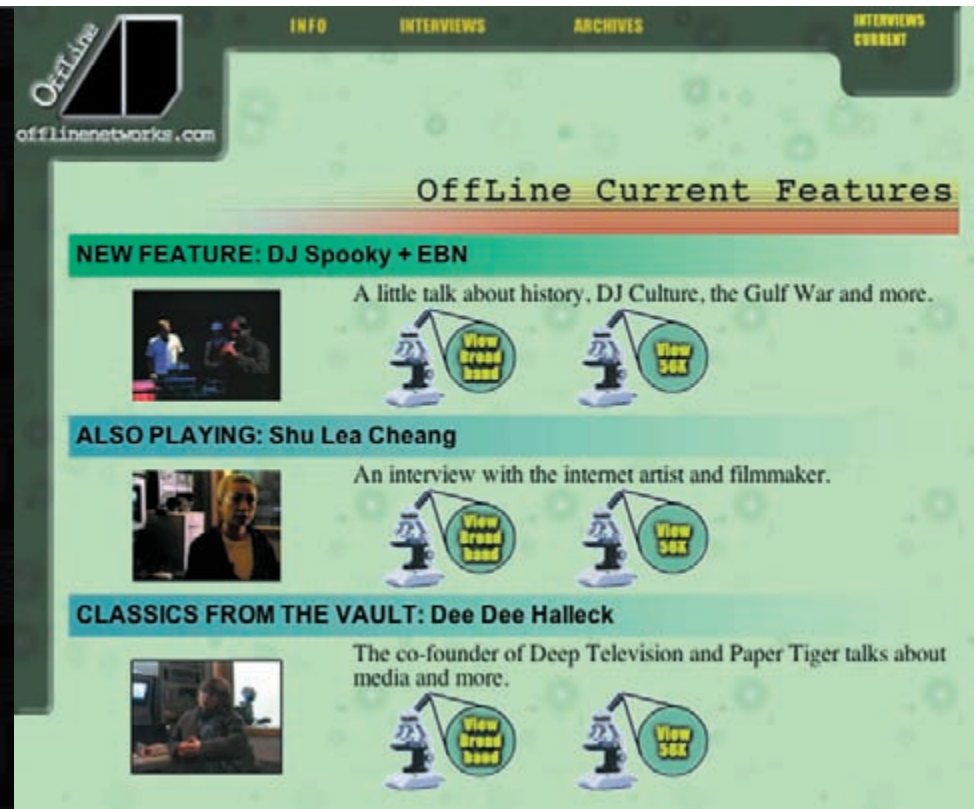 INFO
INTERVIEWS
ARCHIVES
INTERVIEWS
CURRENT
OffLine
offlinenetworks.com
OffLine Current Features
NEW FEATURE: DJ Spooky + EBN
A little talk about history, DJ Culture, the Gulf War and more.
View
Broad
band
View
56K
ALSO PLAYING: Shu Lea Cheang
An interview with the internet artist and filmmaker.
View
Broad
band
View
56K
CLASSICS FROM THE VAULT: Dee Dee Halleck
The co-founder of Deep Television and Paper Tiger talks about
media and more.
View
Broad
band
View
56K